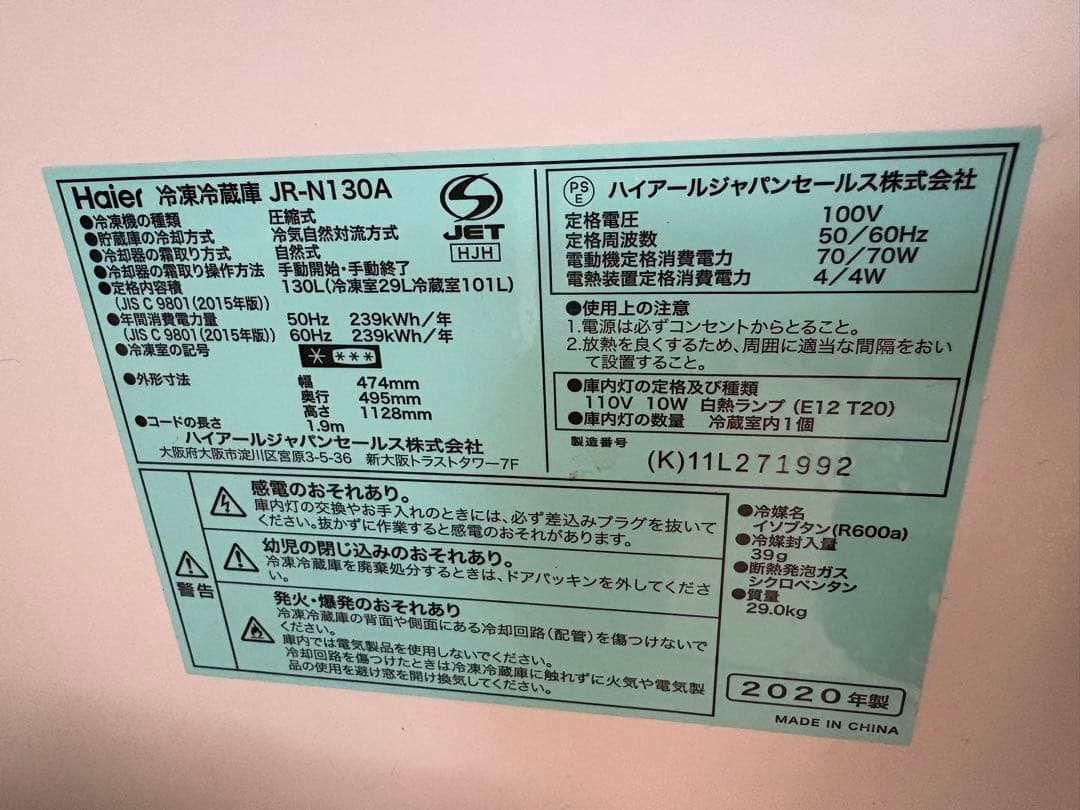 Haier 冷凍冷蔵庫 JR-N130A
●冷凍機の種類 圧縮式
●貯蔵庫の冷却方式 冷気自然対流方式
●冷却器の霜取り方式 自然式
●冷却器の霜取り操作方法 手動開始・手動終了
●定格内容積 130L(冷凍室29L冷蔵室101L)
(JIS C 9801(2015年版))
●年間消費電力量 50Hz 239kWh/年
(JIS C 9801(2015年版)) 60Hz 239kWh/年
●冷凍室の記号 * ***
●外形寸法 幅 474mm
奥行 495mm
高さ 1128mm
●コードの長さ 1.9m
ハイアールジャパンセールス株式会社
大阪府大阪市淀川区宮原3-5-36 新大阪トラストタワー7F
JET
HJH
PSE ハイアールジャパンセールス株式会社
定格電圧 100V
定格周波数 50/60Hz
電動機定格消費電力 70/70W
電熱装置定格消費電力 4/4W
●使用上の注意
1.電源は必ずコンセントからとること。
2.放熱を良くするため、周囲に適当な間隔をおい
て設置すること。
●庫内灯の定格及び種類
110V 10W 白熱ランプ (E12 T20)
●庫内灯の数量 冷蔵室内1個
製造番号
(K)11L271992
警告
感電のおそれあり。
庫内灯の交換やお手入れのときには、必ず差込みプラグを抜いて
ください。抜かずに作業すると感電のおそれがあります。
幼児の閉じ込みのおそれあり。
冷凍冷蔵庫を廃棄処分するときは、ドアパッキンを外してくださ
い。
発火・爆発のおそれあり
冷凍冷蔵庫の背面や側面にある冷却回路(配管)を傷つけないで
ください。
庫内では電気製品を使用しないでください。
冷却回路を傷つけたときは冷凍冷蔵庫に触れずに火気や電気製
品の使用を避け窓を開け換気してください。
●冷媒名
イソブタン(R600a)
●冷媒封入量
39g
●断熱発泡ガス
シクロペンタン
●質量
29.0kg
2020年製
MADE IN CHINA